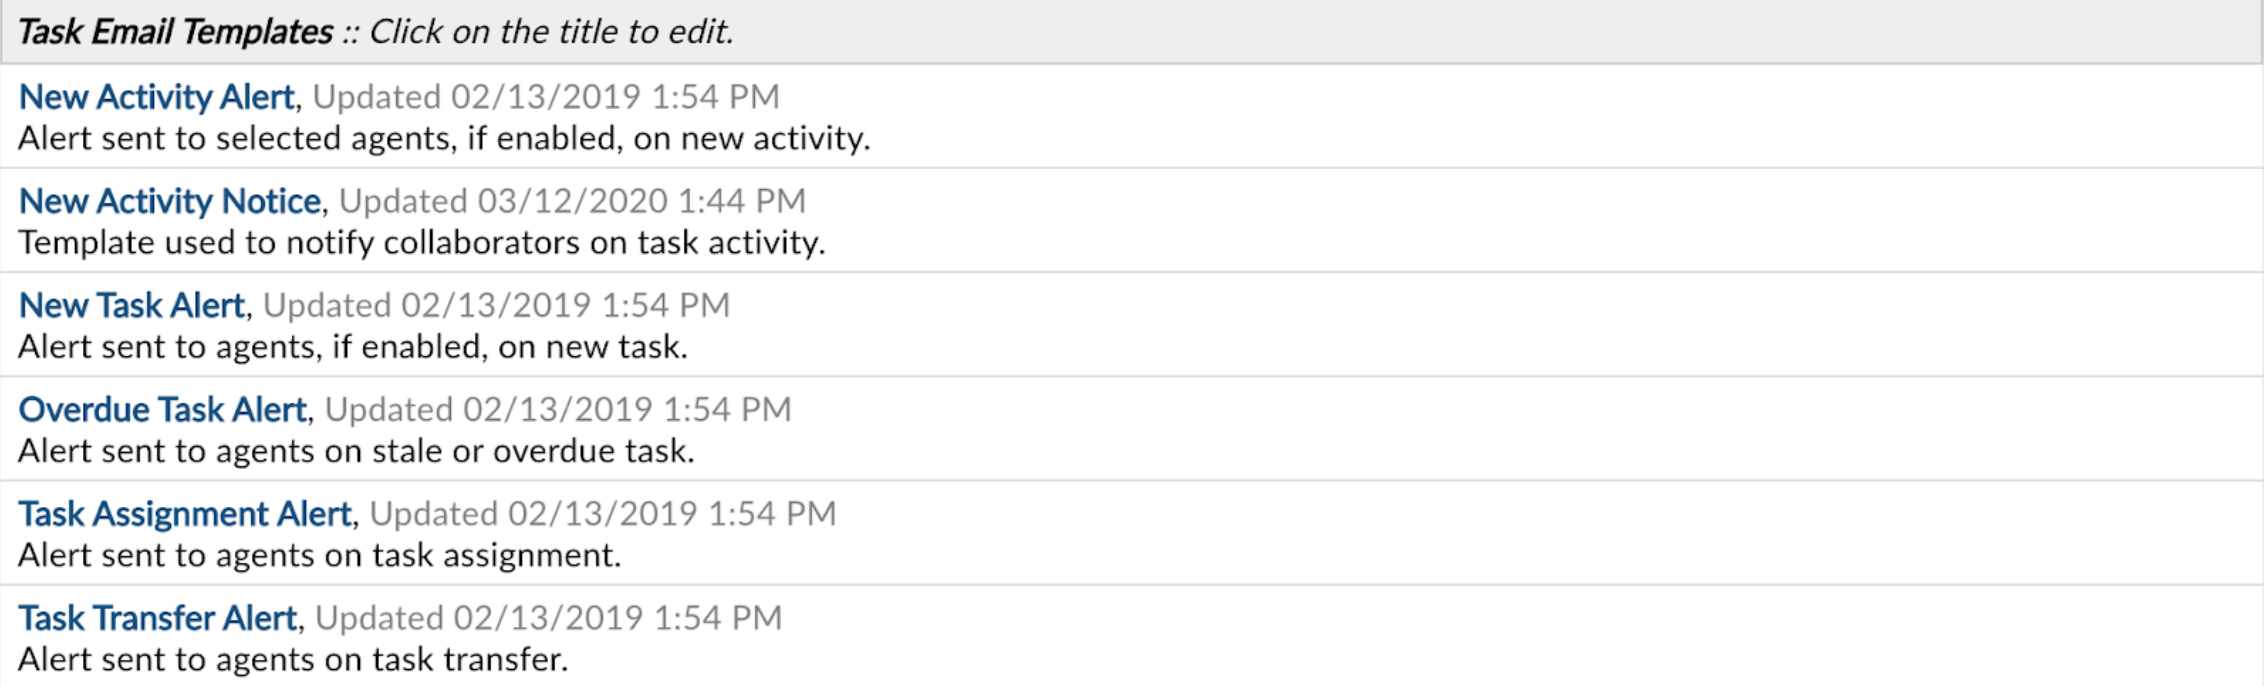 Task Email Templates :: Click on the title to edit.
New Activity Alert, Updated 02/13/2019 1:54 PM
Alert sent to selected agents, if enabled, on new activity.
New Activity Notice, Updated 03/12/2020 1:44 PM
Template used to notify collaborators on task activity.
New Task Alert, Updated 02/13/2019 1:54 PM
Alert sent to agents, if enabled, on new task.
Overdue Task Alert, Updated 02/13/2019 1:54 PM
Alert sent to agents on stale or overdue task.
Task Assignment Alert, Updated 02/13/2019 1:54 PM
Alert sent to agents on task assignment.
Task Transfer Alert, Updated 02/13/2019 1:54 PM
Alert sent to agents on task transfer.